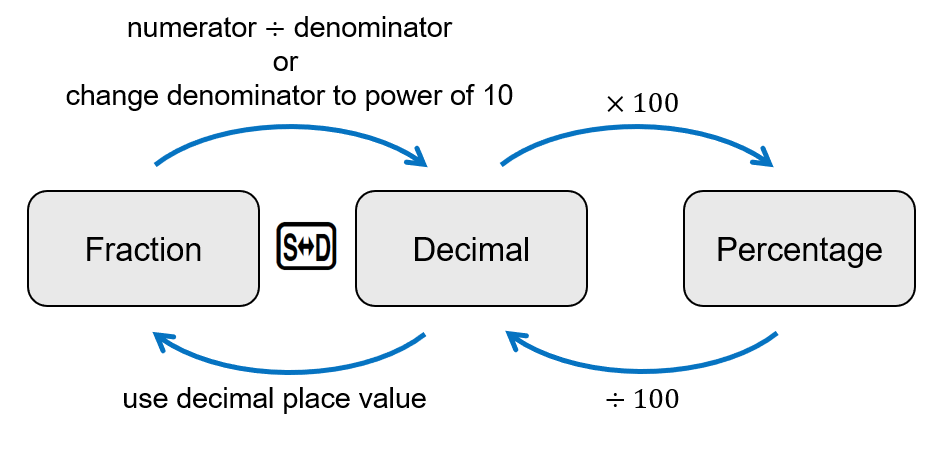 numerator ÷ denominator
or
change denominator to power of 10
× 100
Fraction
S↔D
Decimal
Percentage
use decimal place value
÷ 100